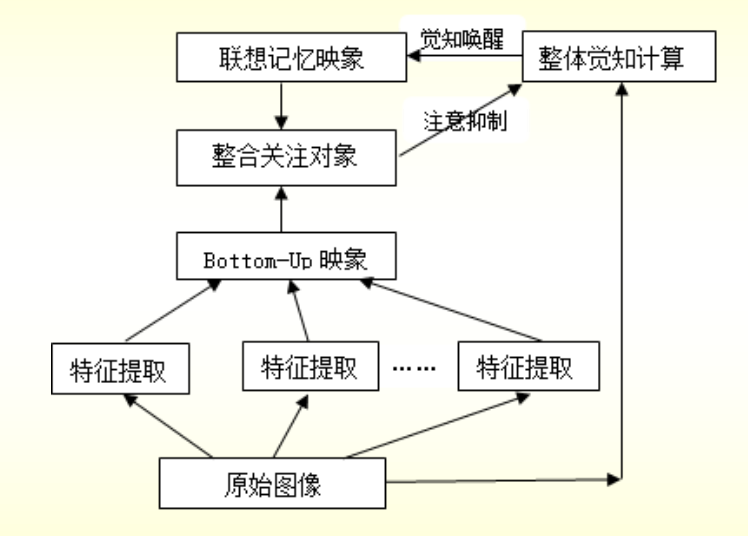 觉知唤醒
联想记忆映象
整体觉知计算
注意抑制
整合关注对象
Bottom-Up 映象
特征提取
特征提取
……
特征提取
原始图像